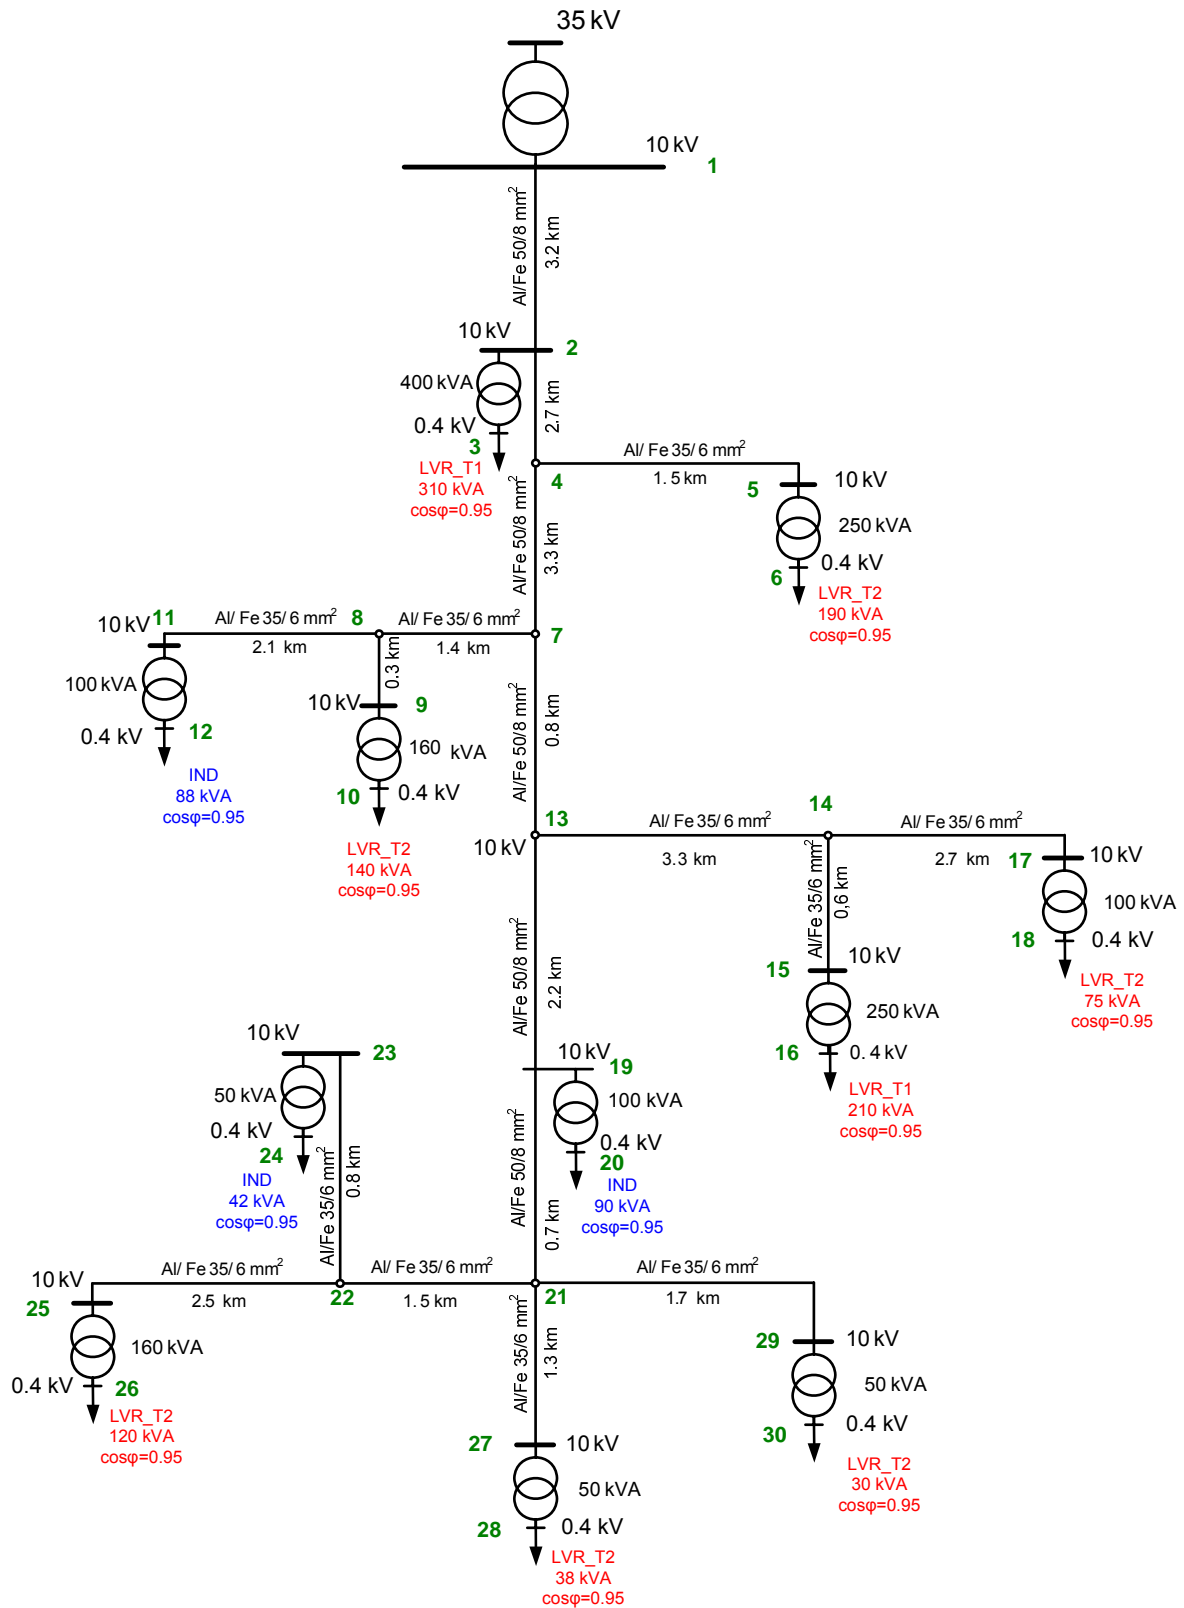 35 kV
10 kV
1
Al/Fe 50/8 mm²
3.2 km
10 kV
2
400 kVA
0.4 kV
3
LVR_T1
310 kVA
cosφ=0.95
2.7 km
4
Al/ Fe 35/ 6 mm²
1. 5 km
5
10 kV
250 kVA
0.4 kV
6
LVR_T2
190 kVA
cosφ=0.95
Al/Fe 50/8 mm²
3.3 km
7
Al/ Fe 35/ 6 mm²
1.4 km
8
Al/ Fe 35/ 6 mm²
2.1 km
10 kV
11
100 kVA
0.4 kV
12
IND
88 kVA
cosφ=0.95
0.3 km
10 kV
9
160 kVA
10
0.4 kV
LVR_T2
140 kVA
cosφ=0.95
Al/Fe 50/8 mm²
0.8 km
13
10 kV
Al/ Fe 35/ 6 mm²
3.3 km
14
Al/ Fe 35/ 6 mm²
2.7 km
17
10 kV
100 kVA
18
0.4 kV
LVR_T2
75 kVA
cosφ=0.95
Al/Fe 35/6 mm²
0,6 km
15
10 kV
250 kVA
16
0. 4 kV
LVR_T1
210 kVA
cosφ=0.95
Al/Fe 50/8 mm²
2.2 km
10 kV
19
100 kVA
0.4 kV
20
IND
90 kVA
cosφ=0.95
10 kV
23
50 kVA
0.4 kV
24
IND
42 kVA
cosφ=0.95
Al/Fe 35/6 mm²
0.8 km
Al/Fe 50/8 mm²
0.7 km
21
Al/ Fe 35/ 6 mm²
1. 5 km
22
Al/ Fe 35/ 6 mm²
2.5 km
10 kV
25
160 kVA
0.4 kV
26
LVR_T2
120 kVA
cosφ=0.95
Al/Fe 35/6 mm²
1.3 km
27
10 kV
50 kVA
28
0.4 kV
LVR_T2
38 kVA
cosφ=0.95
Al/ Fe 35/ 6 mm²
1.7 km
29
10 kV
50 kVA
30
0.4 kV
LVR_T2
30 kVA
cosφ=0.95